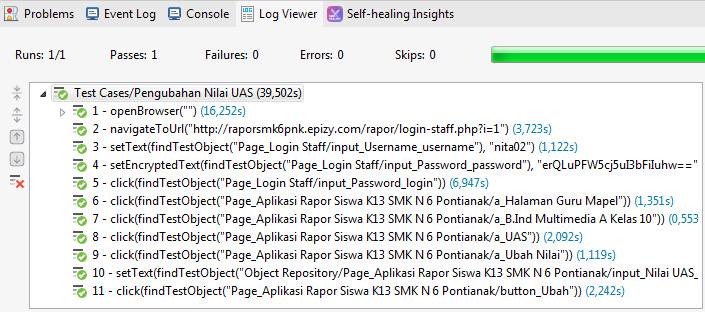 Problems Event Log Console Log Viewer Self-healing Insights
Runs: 1/1 Passes: 1 Failures: 0 Errors: 0 Skips: 0
Test Cases/Pengubahan Nilai UAS (39,502s)
1 - openBrowser("") (16,252s)
2 - navigateToUrl("http://raporsmk6pnk.epizy.com/rapor/login-staff.php?i=1") (3,723s)
3 - setText(findTestObject("Page_Login Staff/input_Username_username"), "nita02") (1,122s)
4 - setEncryptedText(findTestObject("Page_Login Staff/input_Password_password"), "erQLuPFW5cj5uI3bFiIuhw=="
5 - click(findTestObject("Page_Login Staff/input_Password_login")) (6,947s)
6 - click(findTestObject("Page_Aplikasi Rapor Siswa K13 SMK N 6 Pontianak/a_Halaman Guru Mapel")) (1,351s)
7 - click(findTestObject("Page_Aplikasi Rapor Siswa K13 SMK N 6 Pontianak/a_B.Ind Multimedia A Kelas 10")) (0,553
8 - click(findTestObject("Page_Aplikasi Rapor Siswa K13 SMK N 6 Pontianak/a_UAS")) (2,092s)
9 - click(findTestObject("Page_Aplikasi Rapor Siswa K13 SMK N 6 Pontianak/a_Ubah Nilai")) (1,119s)
10 - setText(findTestObject("Object Repository/Page_Aplikasi Rapor Siswa K13 SMK N 6 Pontianak/input_Nilai UAS_
11 - click(findTestObject("Page_Aplikasi Rapor Siswa K13 SMK N 6 Pontianak/button_Ubah")) (2,242s)